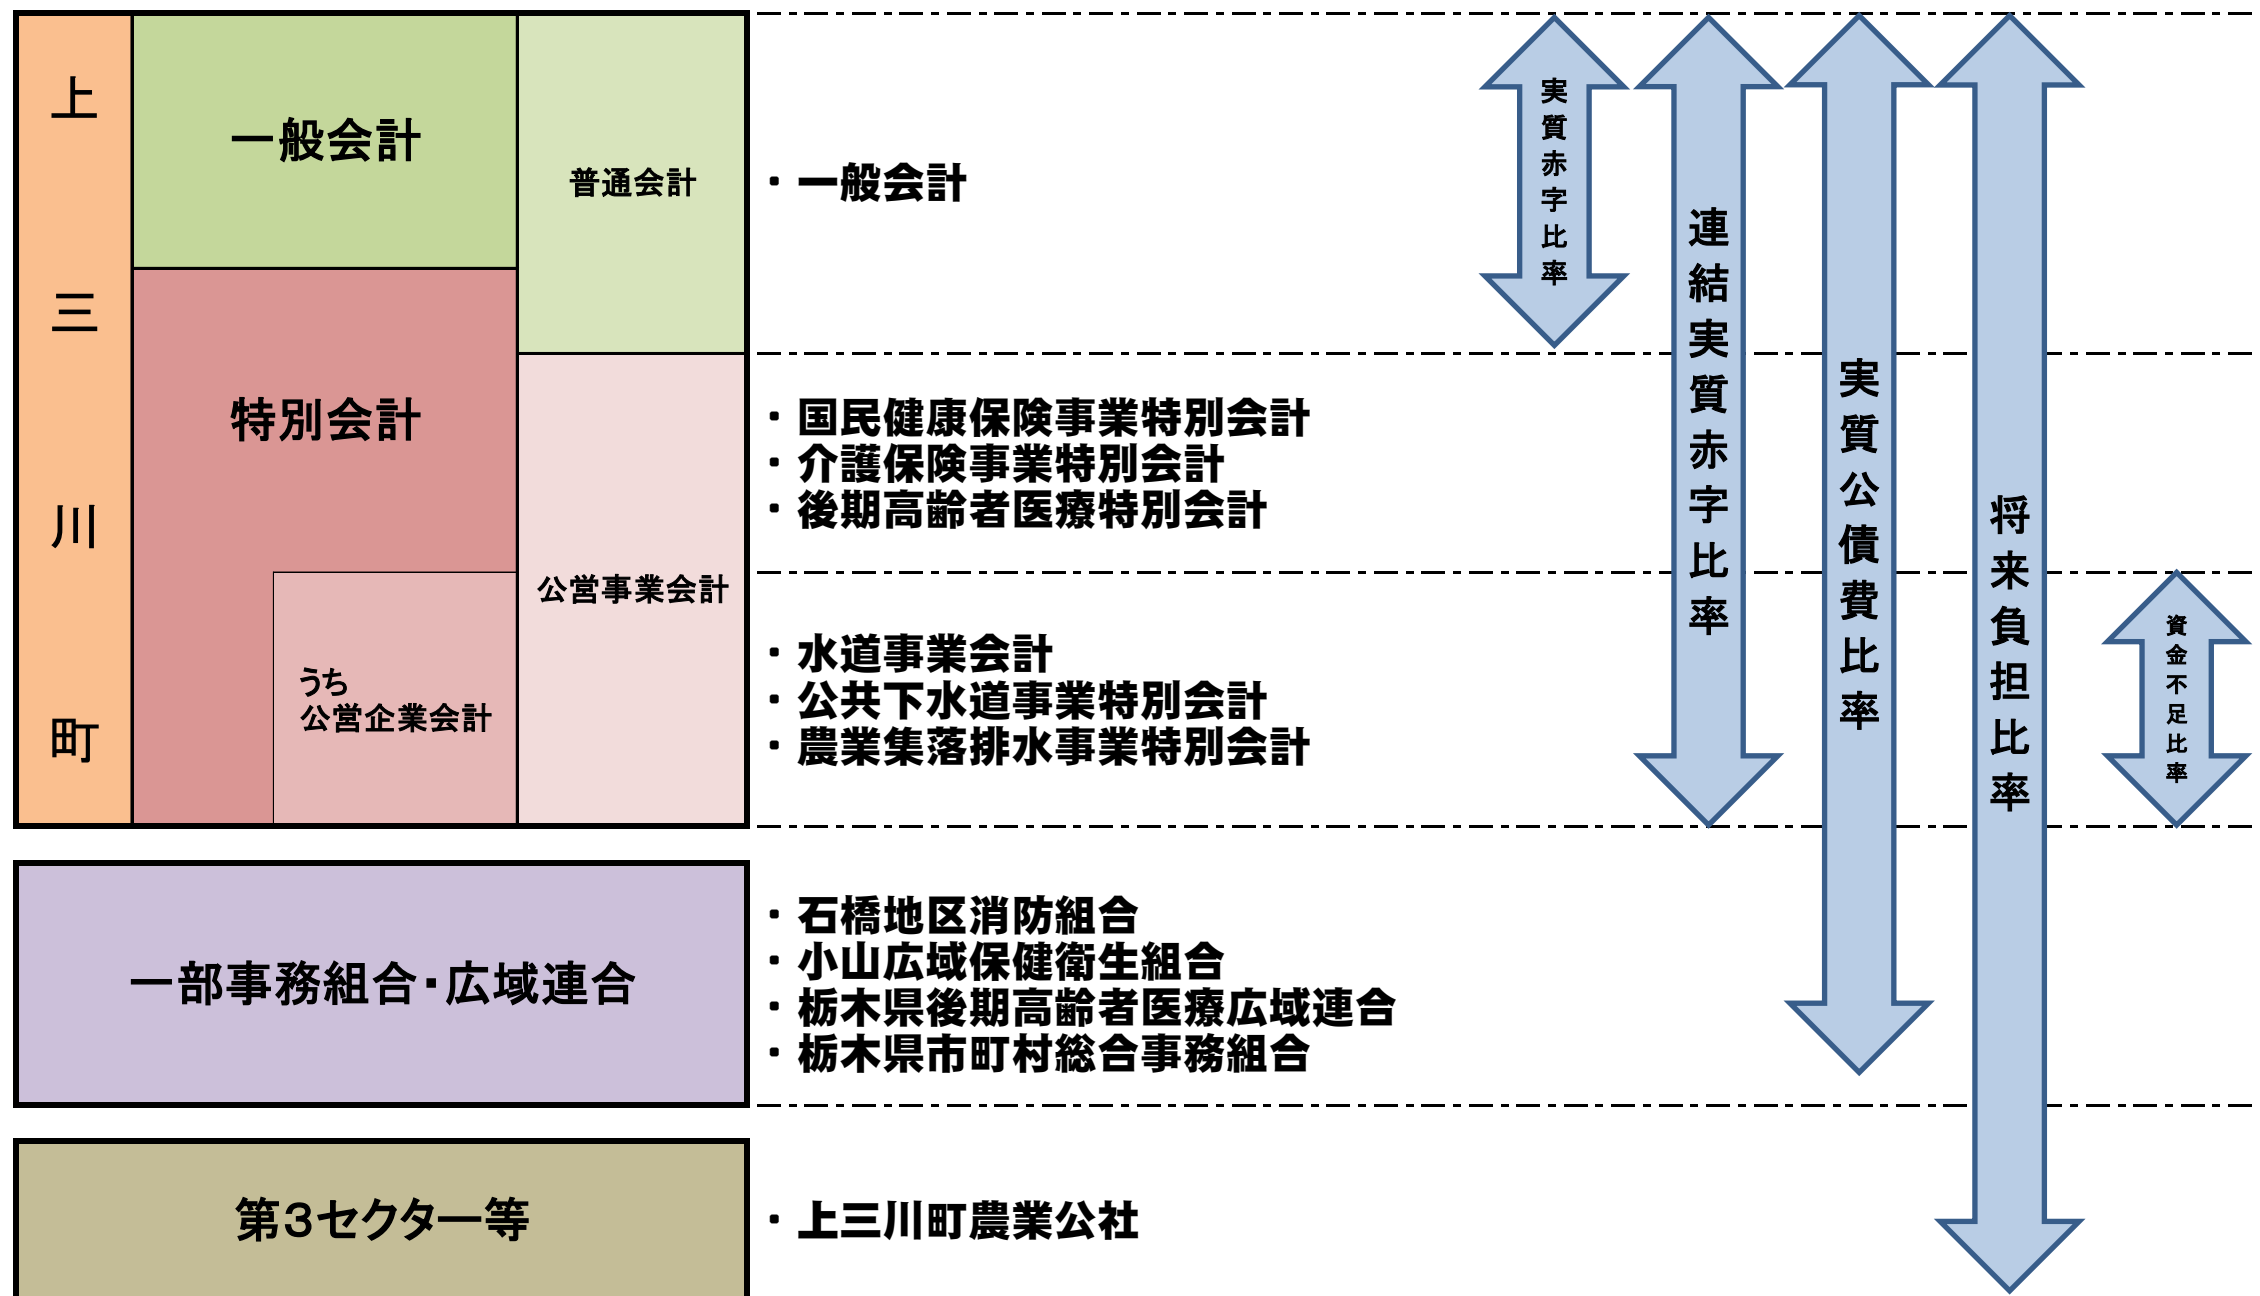 上三川町
一般会計
普通会計
特別会計
公営事業会計
うち
公営企業会計
・一般会計
・国民健康保険事業特別会計
・介護保険事業特別会計
・後期高齢者医療特別会計
・水道事業会計
・公共下水道事業特別会計
・農業集落排水事業特別会計
実質赤字比率
連結実質赤字比率
実質公債費比率
将来負担比率
資金不足比率
一部事務組合・広域連合
・石橋地区消防組合
・小山広域保健衛生組合
・栃木県後期高齢者医療広域連合
・栃木県市町村総合事務組合
第3セクター等
・上三川町農業公社